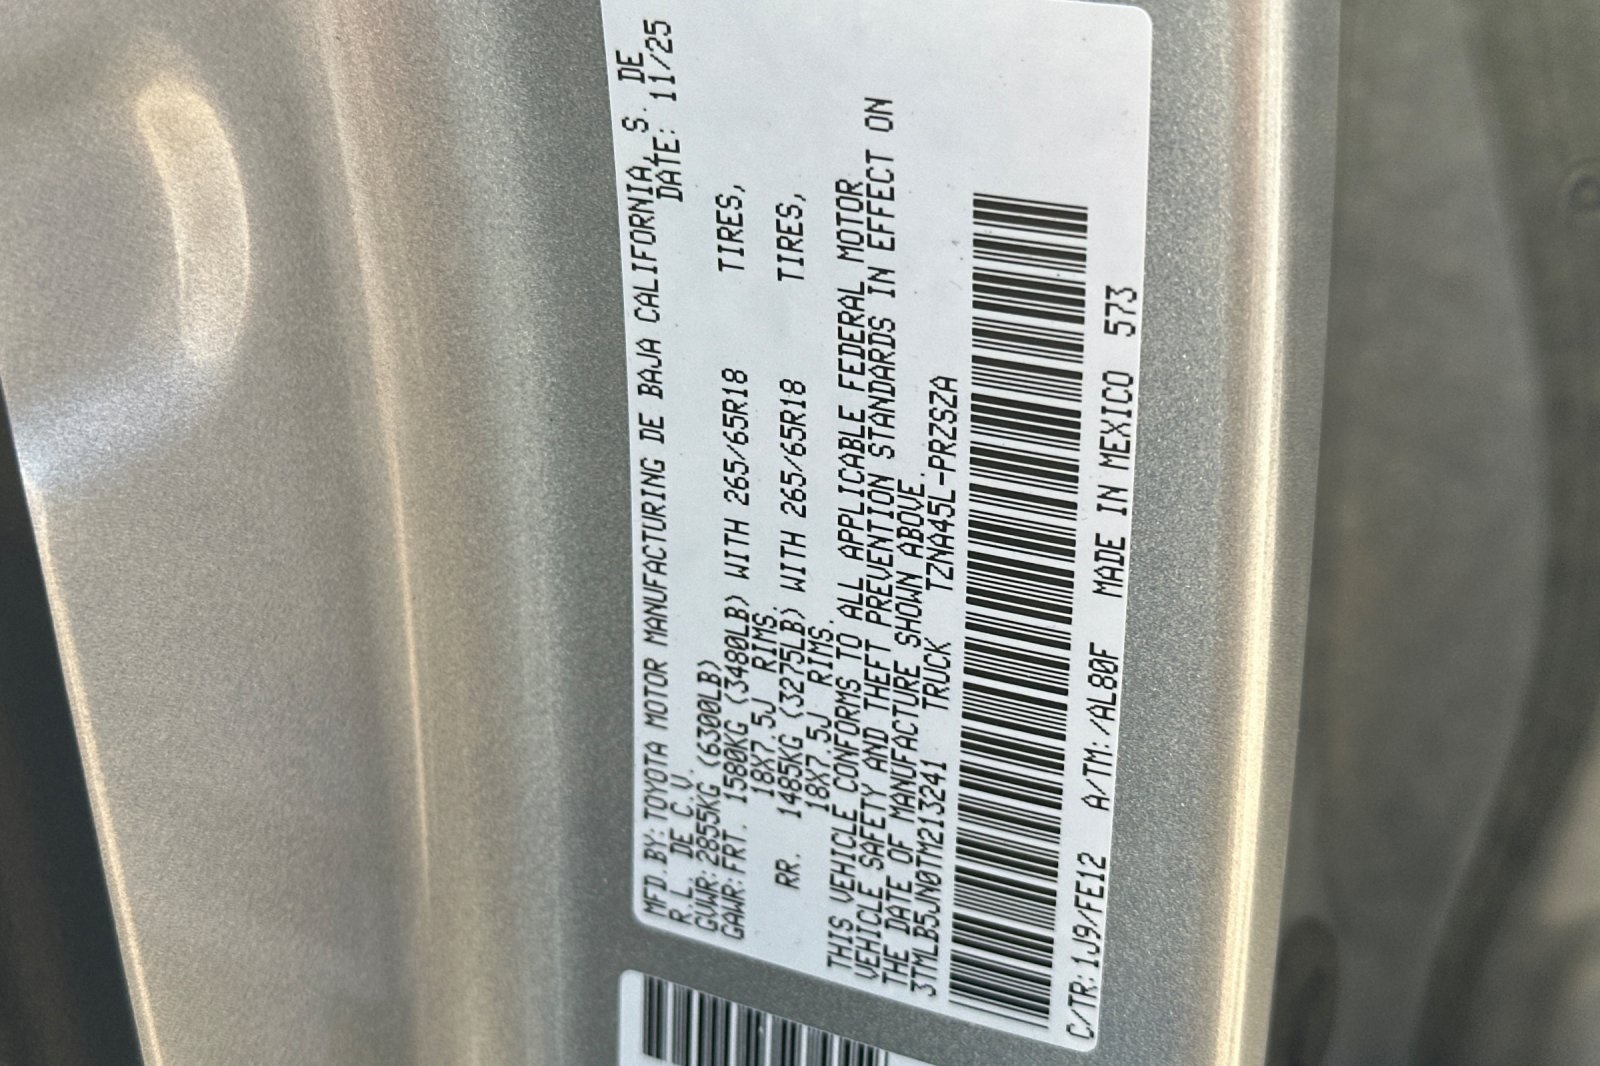 MFD.BY:TOYOTA MOTOR MANUFACTURING DE BAJA CALIFORNIA, S. DE
R.L. DE C.V. DATE: 11/25
GVWR:2855KG (6300LB)
GAWR:FRT. 1580KG (3480LB) WITH 265/65R18 TIRES,
18X7.5J RIMS.
RR. 1485KG (3275LB) WITH 265/65R18 TIRES,
18X7.5J RIMS.
THIS VEHICLE CONFORMS TO ALL APPLICABLE FEDERAL MOTOR
VEHICLE SAFETY AND THEFT PREVENTION STANDARDS IN EFFECT ON
THE DATE OF MANUFACTURE SHOWN ABOVE.
3TMLB5JN0TM213241 TRUCK TZNA45L-PRZSZA
C/TR:1J9/FE12 A/TM:/AL80F MADE IN MEXICO 573